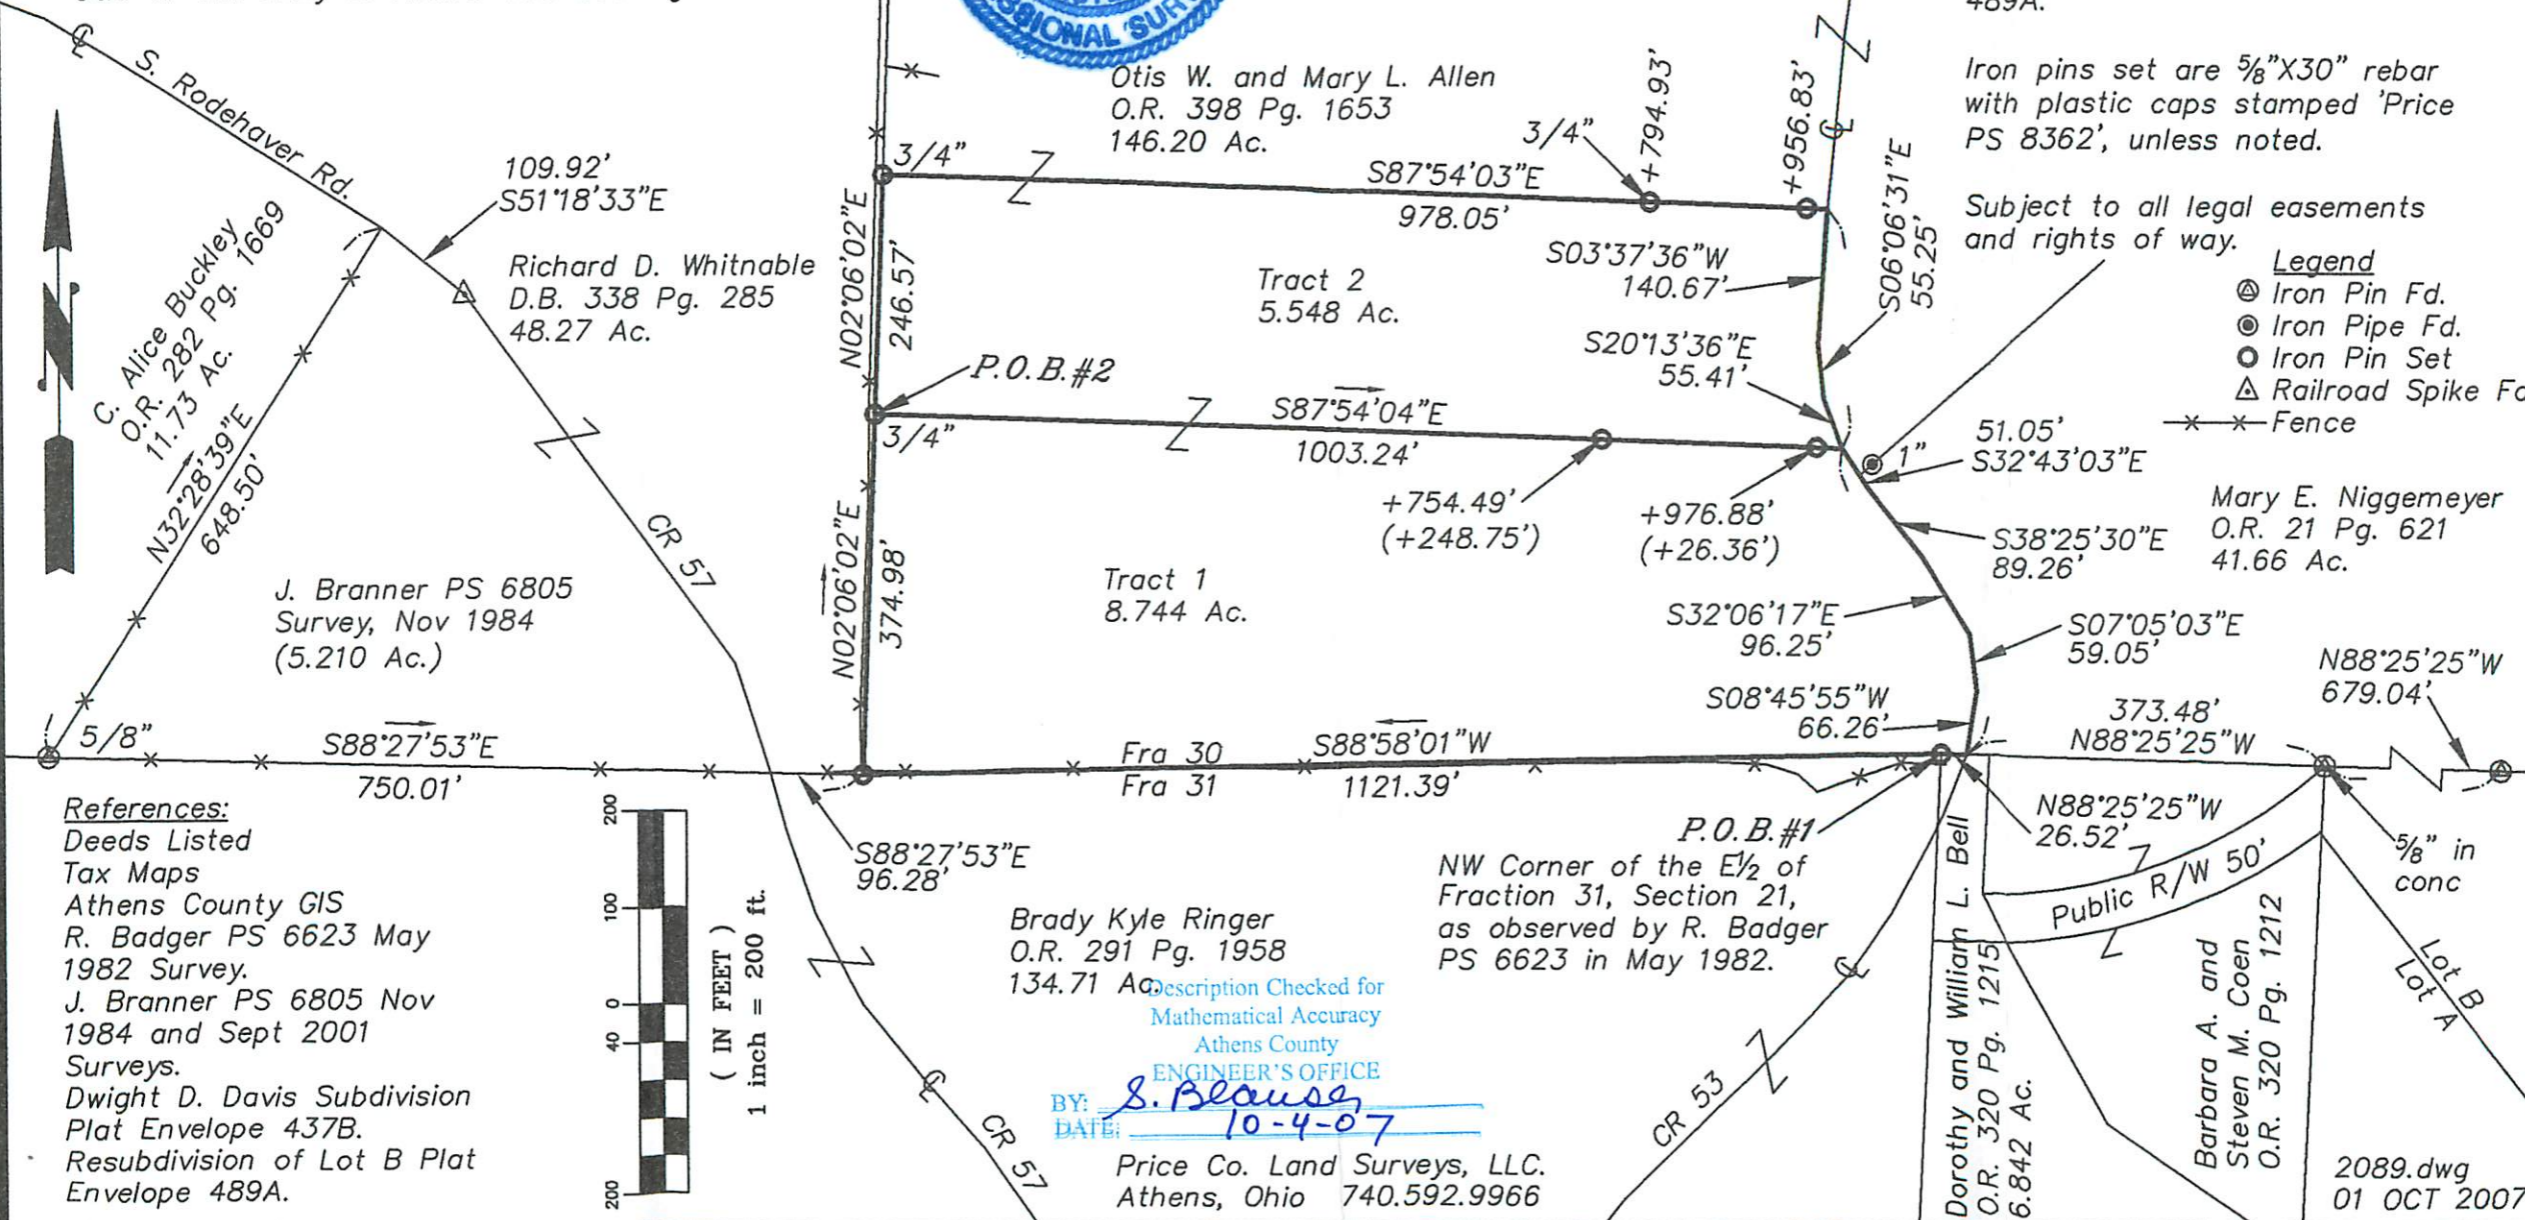 SSIONAL SUR
489A.
S. Rodehaver Rd.
109.92'
S51°18'33"E
C. Alice Buckley
O.R. 282 Pg. 1669
11.73 Ac.
N32°28'39"E
648.50'
Richard D. Whitnable
D.B. 338 Pg. 285
48.27 Ac.
Otis W. and Mary L. Allen
O.R. 398 Pg. 1653
146.20 Ac.
3/4"
3/4"
+794.93'
+956.83'
S87°54'03"E
978.05'
Iron pins set are 5/8"X30" rebar
with plastic caps stamped 'Price
PS 8362', unless noted.
Subject to all legal easements
and rights of way.
Legend
Iron Pin Fd.
Iron Pipe Fd.
Iron Pin Set
Railroad Spike Fd
Fence
N02°06'02"E
246.57'
Tract 2
5.548 Ac.
S03°37'36"W
140.67'
S06°06'31"E
55.25'
S20°13'36"E
55.41'
P.O.B.#2
3/4"
S87°54'04"E
1003.24'
+754.49'
(+248.75')
+976.88'
(+26.36')
1"
51.05'
S32°43'03"E
S38°25'30"E
89.26'
Mary E. Niggemeyer
O.R. 21 Pg. 621
41.66 Ac.
CR 57
J. Branner PS 6805
Survey, Nov 1984
(5.210 Ac.)
N02°06'02"E
374.98'
Tract 1
8.744 Ac.
S32°06'17"E
96.25'
S07°05'03"E
59.05'
S08°45'55"W
66.26'
N88°25'25"W
679.04'
373.48'
N88°25'25"W
5/8"
S88°27'53"E
750.01'
Fra 30
Fra 31
S88°58'01"W
1121.39'
S88°27'53"E
96.28'
P.O.B.#1
NW Corner of the E½ of
Fraction 31, Section 21,
as observed by R. Badger
PS 6623 in May 1982.
N88°25'25"W
26.52'
5/8" in
conc
Public R/W 50'
References:
Deeds Listed
Tax Maps
Athens County GIS
R. Badger PS 6623 May
1982 Survey.
J. Branner PS 6805 Nov
1984 and Sept 2001
Surveys.
Dwight D. Davis Subdivision
Plat Envelope 437B.
Resubdivision of Lot B Plat
Envelope 489A.
200
100
0
40
200
( IN FEET )
1 inch = 200 ft.
Brady Kyle Ringer
O.R. 291 Pg. 1958
134.71 Ac.
Description Checked for
Mathematical Accuracy
Athens County
ENGINEER'S OFFICE
BY:
DATE: 10-4-07
CR 57
CR 53
Price Co. Land Surveys, LLC.
Athens, Ohio 740.592.9966
Dorothy and William L. Bell
O.R. 320 Pg. 1215
6.842 Ac.
Barbara A. and
Steven M. Coen
O.R. 320 Pg. 1212
Lot B
Lot A
2089.dwg
01 OCT 2007